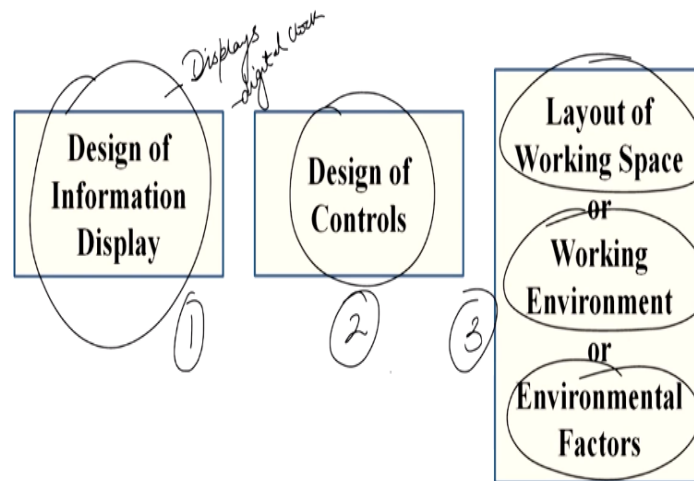 - Displays
- digital clock
Design of
Information
Display
1
Design of
Controls
2
3
Layout of
Working Space
or
Working
Environment
or
Environmental
Factors